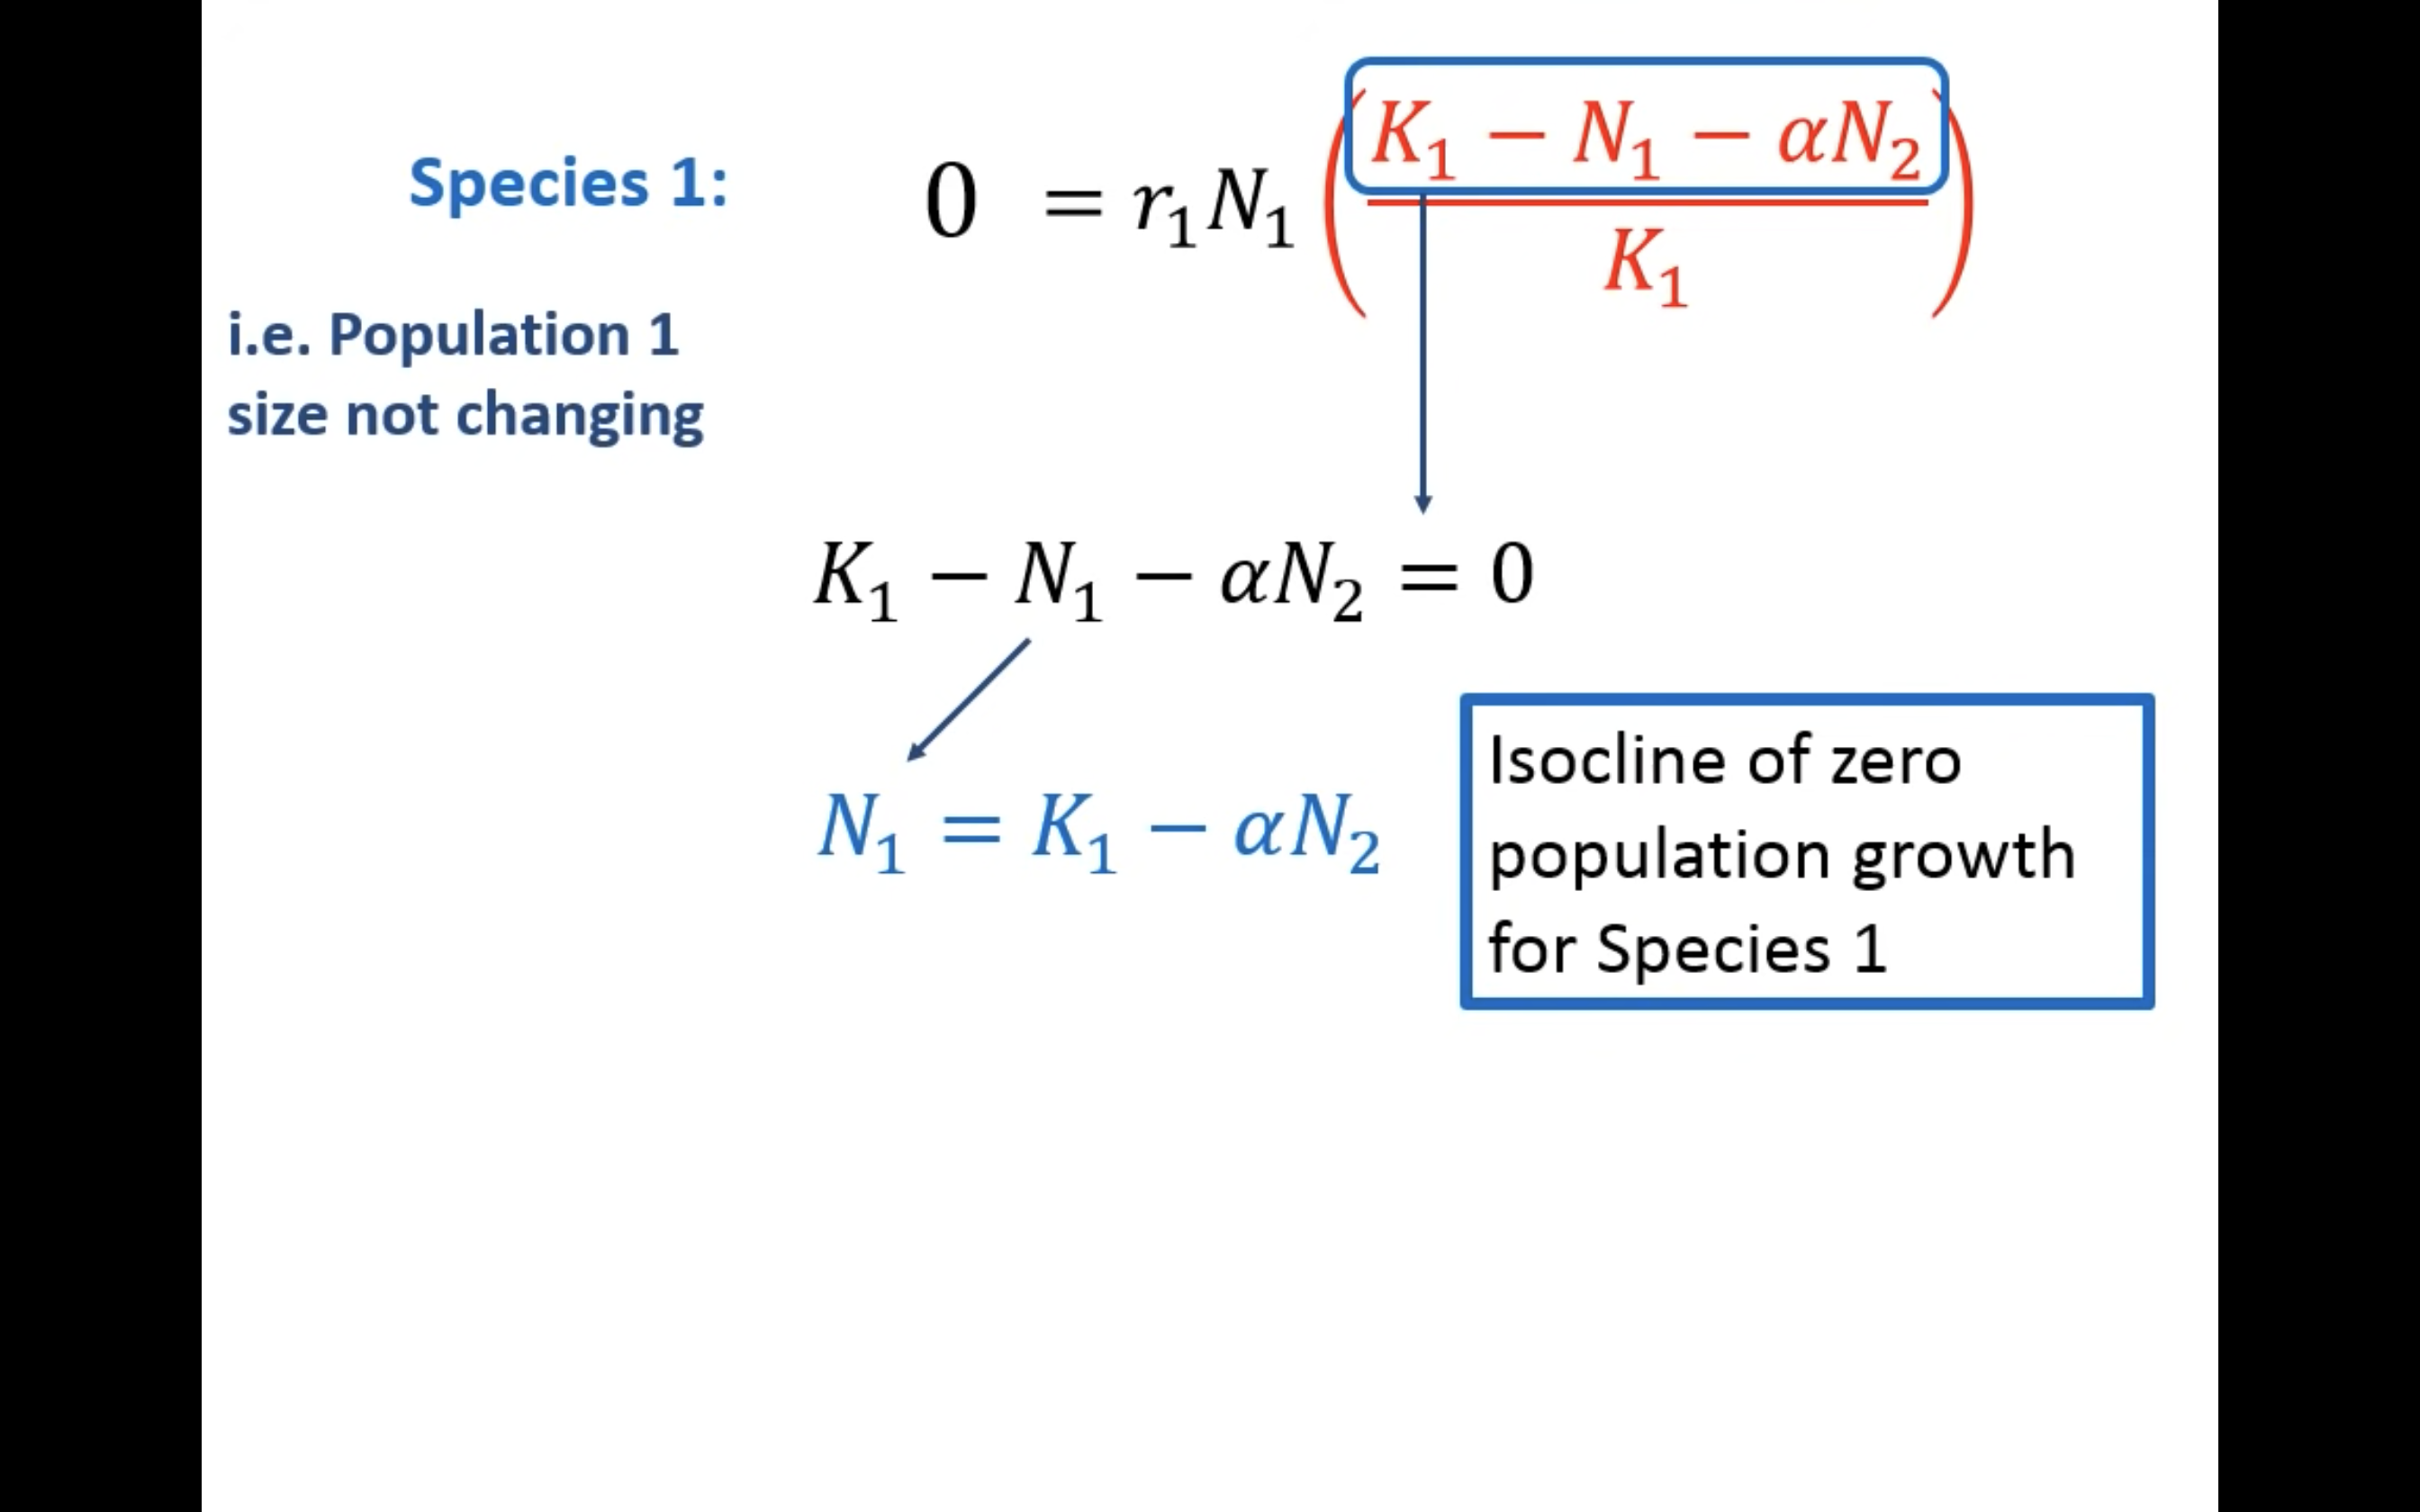 Species 1:
0 = r₁N₁ ( (K₁ − N₁ − αN₂) / K₁ )
i.e. Population 1
size not changing
K₁ − N₁ − αN₂ = 0
N₁ = K₁ − αN₂
Isocline of zero
population growth
for Species 1